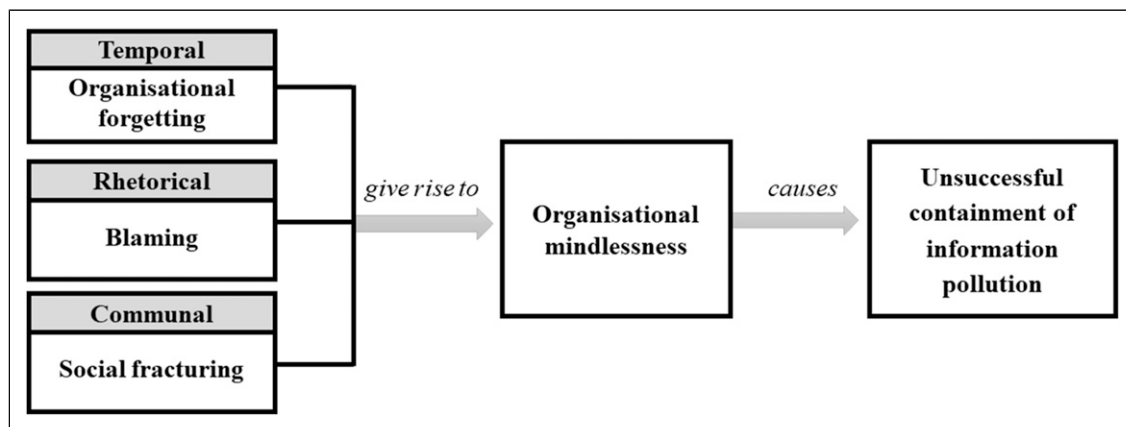 Temporal
Organisational
forgetting
Rhetorical
Blaming
Communal
Social fracturing
give rise to
Organisational
mindlessness
causes
Unsuccessful
containment of
information
pollution